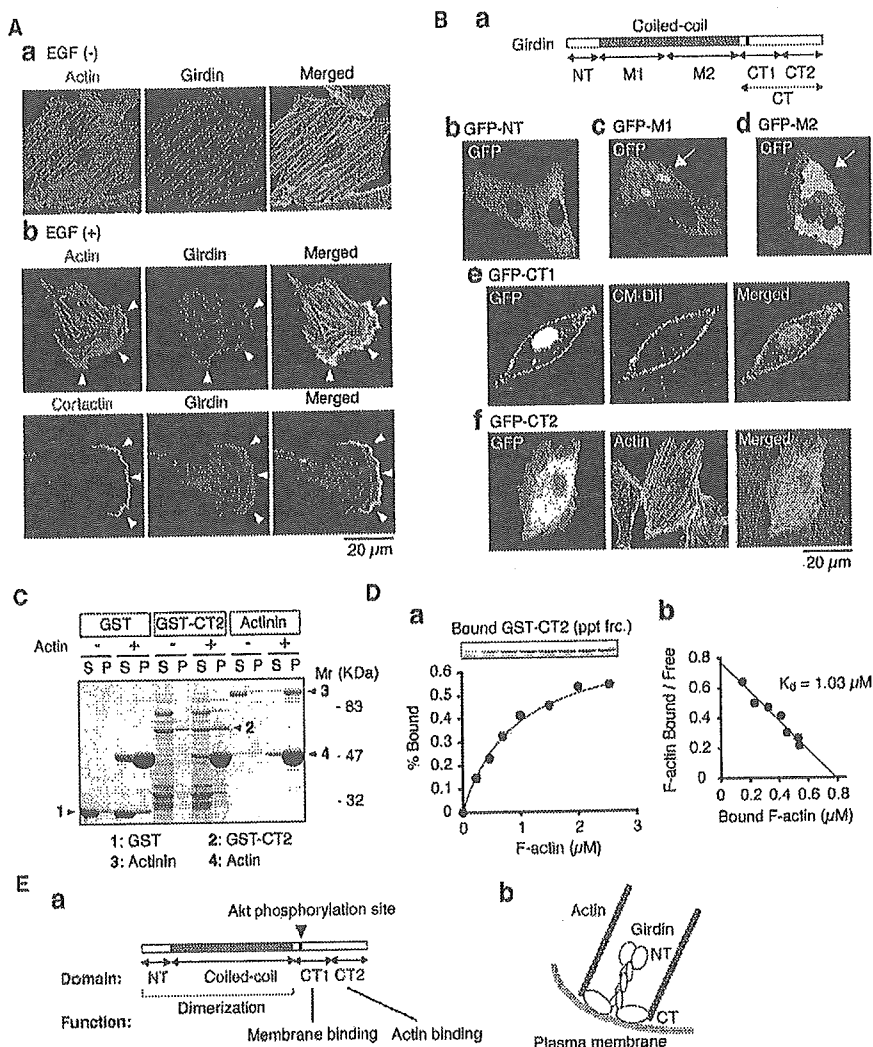 A
a EGF (-)
Actin Girdin Merged
b EGF (+)
Actin Girdin Merged
Cortactin Girdin Merged
20 µm
B a
Coiled-coil
Girdin
NT M1 M2 CT1 CT2
CT
b GFP-NT c GFP-M1 d GFP-M2
GFP GFP GFP
e GFP-CT1
GFP CM-DiI Merged
f GFP-CT2
GFP Actin Merged
20 µm
C
GST GST-CT2 Actinin
Actin - + - + - +
S P S P S P S P S P S P
Mr (KDa)
3
- 83
2
4 - 47
- 32
1
1: GST 2: GST-CT2
3: Actinin 4: Actin
D a
Bound GST-CT2 (ppt frc.)
0.6
0.5
0.4
0.3
0.2
0.1
0
% Bound
0 1 2 3
F-actin (µM)
b
0.8
0.6
0.4
0.2
0
F-actin Bound / Free
Kd = 1.03 µM
0 0.2 0.4 0.6 0.8
Bound F-actin (µM)
E a
Akt phosphorylation site
Domain: NT Coiled-coil CT1 CT2
Dimerization
Function:
Membrane binding Actin binding
b
Actin
Girdin
NT
CT
Plasma membrane